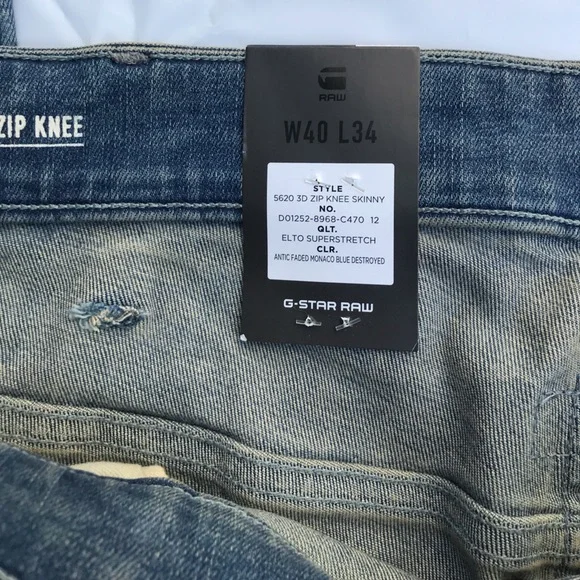 ZIP KNEE
RAW
W40 L34
STYLE
5620 3D ZIP KNEE SKINNY
NO.
D01252-8968-C470 12
QLT.
ELTO SUPERSTRETCH
CLR.
ANTIC FADED MONACO BLUE DESTROYED
G-STAR RAW